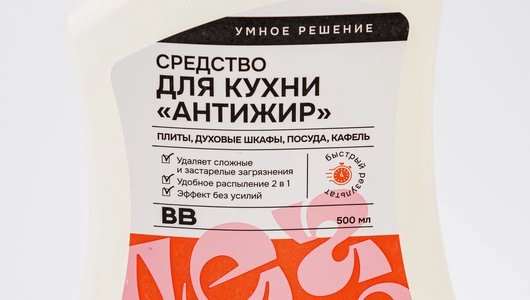 УМНОЕ РЕШЕНИЕ
СРЕДСТВО
ДЛЯ КУХНИ
«АНТИЖИР»
ПЛИТЫ, ДУХОВЫЕ ШКАФЫ, ПОСУДА, КАФЕЛЬ
Удаляет сложные
и застарелые загрязнения
Удобное распыление 2 в 1
Эффект без усилий
быстрый результат
ВВ
500 мл